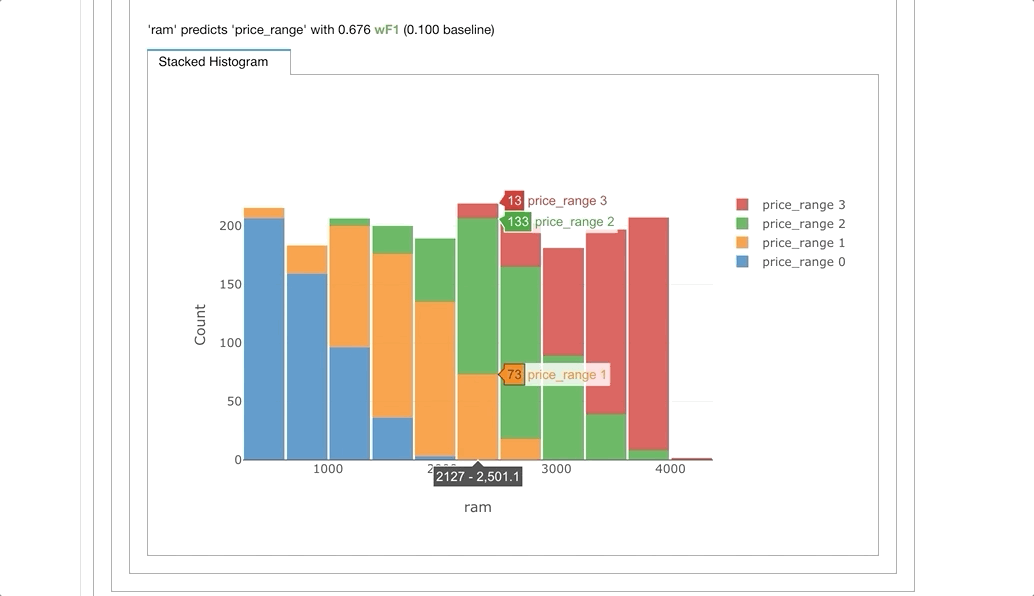 'ram' predicts 'price_range' with 0.676 wF1 (0.100 baseline)
Stacked Histogram
13 price_range 3
133 price_range 2
73 price_range 1
price_range 3
price_range 2
price_range 1
price_range 0
Count
200
150
100
50
0
1000
3000
4000
2127 - 2,501.1
ram